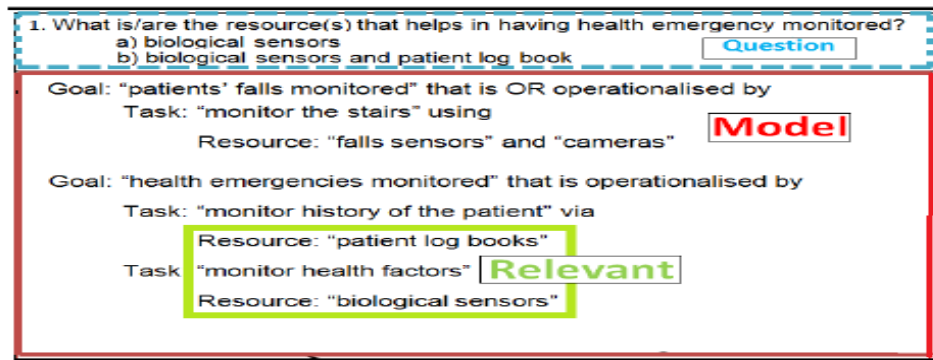 1. What is/are the resource(s) that helps in having health emergency monitored?
a) biological sensors
Question
b) biological sensors and patient log book
Goal: “patients’ falls monitored” that is OR operationalised by
Task: “monitor the stairs” using
Model
Resource: “falls sensors” and “cameras”
Goal: “health emergencies monitored” that is operationalised by
Task: “monitor history of the patient” via
Resource: “patient log books”
Task “monitor health factors” Relevant
Resource: “biological sensors”